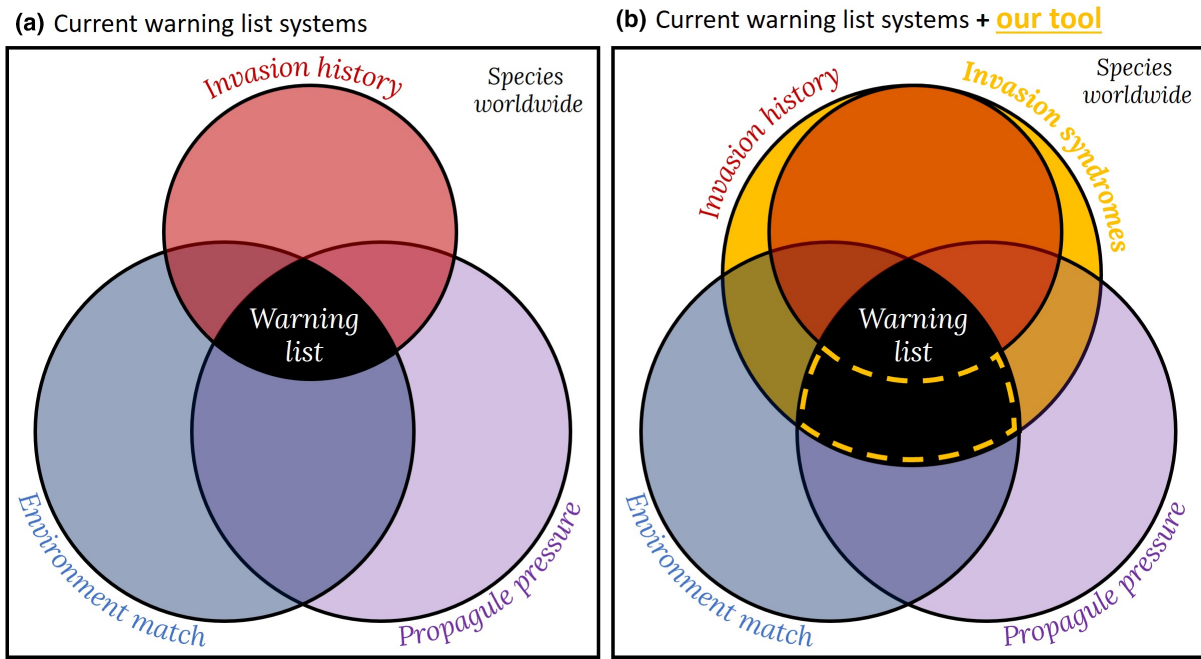 (a) Current warning list systems
Invasion history
Species
worldwide
Warning
list
Environment match
Propagule pressure
(b) Current warning list systems + our tool
Invasion history
Invasion syndromes
Species
worldwide
Warning
list
Environment match
Propagule pressure